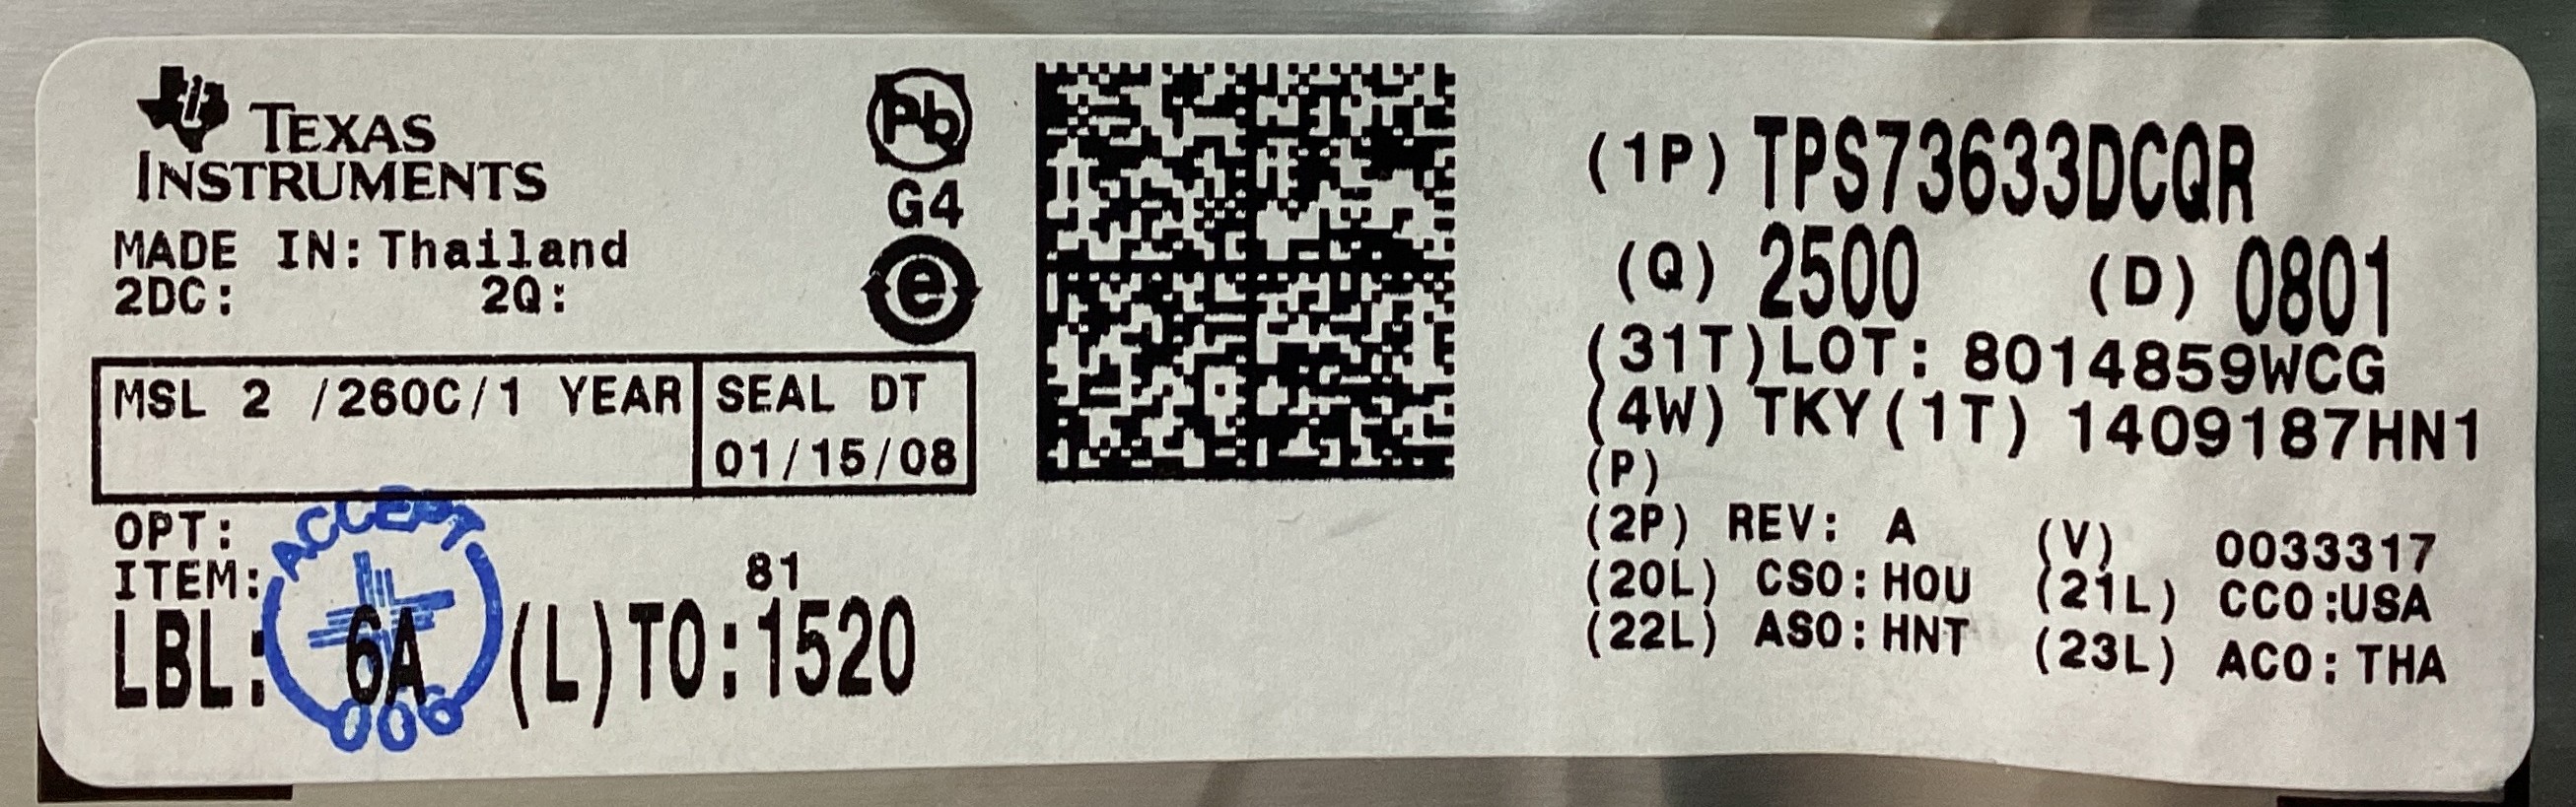 TEXAS
INSTRUMENTS
MADE IN: Thailand
2DC: 2Q:
Pb
G4
e
MSL 2 /260C/1 YEAR
SEAL DT
01/15/08
OPT:
ITEM: 81
LBL: 6A (L)TO:1520
ACCEPT
006
(1P) TPS73633DCQR
(Q) 2500 (D) 0801
(31T)LOT: 8014859WCG
(4W) TKY(1T) 1409187HN1
(P)
(2P) REV: A (V) 0033317
(20L) CSO:HOU (21L) CCO:USA
(22L) ASO:HNT (23L) ACO:THA